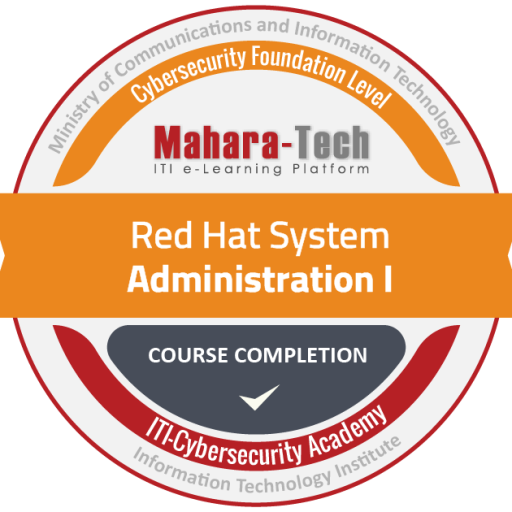 Ministry of Communications and Information Technology
Cybersecurity Foundation Level
Mahara-Tech
ITI e-Learning Platform
Red Hat System
Administration I
COURSE COMPLETION
ITI-Cybersecurity Academy
Information Technology Institute